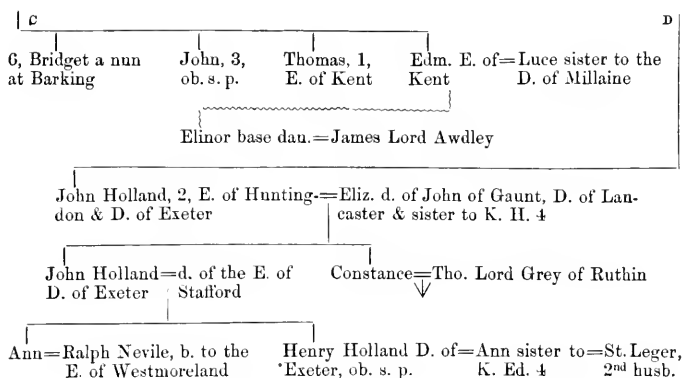 C D
6, Bridget a nun John, 3, Thomas, 1, Edm. E. of = Luce sister to the
at Barking ob. s. p. E. of Kent Kent D. of Millaine
Elinor base dau. = James Lord Awdley
John Holland, 2, E. of Hunting- = Eliz. d. of John of Gaunt, D. of Lan-
don & D. of Exeter caster & sister to K. H. 4
John Holland = d. of the E. of Constance = Tho. Lord Grey of Ruthin
D. of Exeter Stafford
Ann = Ralph Nevile, b. to the Henry Holland D. of = Ann sister to = St. Leger,
E. of Westmoreland Exeter, ob. s. p. K. Ed. 4 2nd husb.